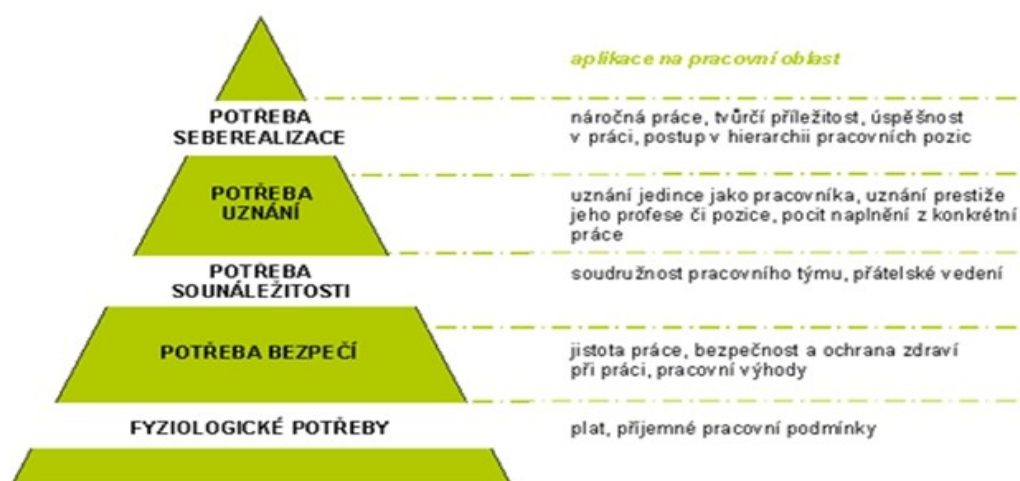 aplikace na pracovní oblast
POTŘEBA
SEBEREALIZACE
náročná práce, tvůrčí příležitost, úspěšnost
v práci, postup v hierarchii pracovních pozic
POTŘEBA
UZNÁNÍ
uznání jedince jako pracovníka, uznání prestiže
jeho profese či pozice, pocit naplnění z konkrétní
práce
POTŘEBA
SOUNÁLEŽITOSTI
soudružnost pracovního týmu, přátelské vedení
POTŘEBA BEZPEČÍ
jistota práce, bezpečnost a ochrana zdraví
při práci, pracovní výhody
FYZIOLOGICKÉ POTŘEBY
plat, příjemné pracovní podmínky